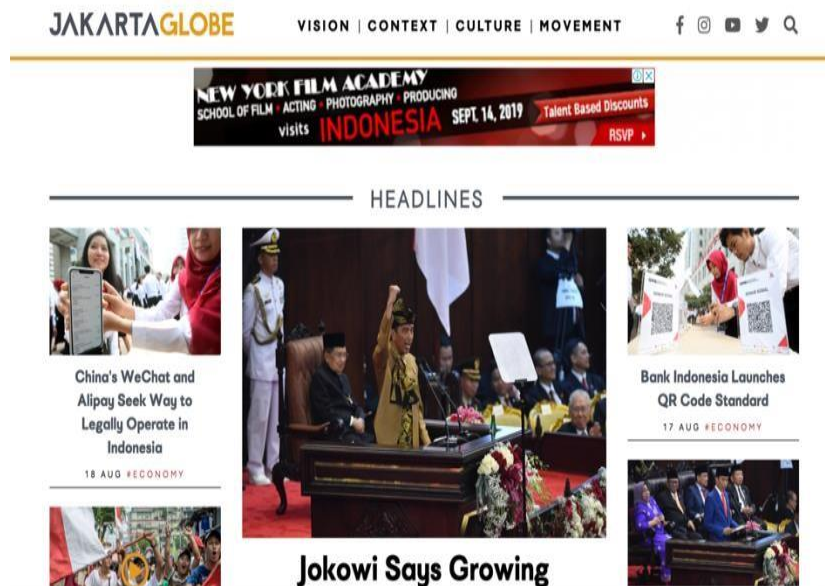 JAKARTAGLOBE
VISION | CONTEXT | CULTURE | MOVEMENT
NEW YORK FILM ACADEMY
SCHOOL OF FILM • ACTING • PHOTOGRAPHY • PRODUCING
visits INDONESIA SEPT. 14, 2019 Talent Based Discounts
RSVP
HEADLINES
China's WeChat and
Alipay Seek Way to
Legally Operate in
Indonesia
18 AUG #ECONOMY
Jokowi Says Growing
Bank Indonesia Launches
QR Code Standard
17 AUG #ECONOMY